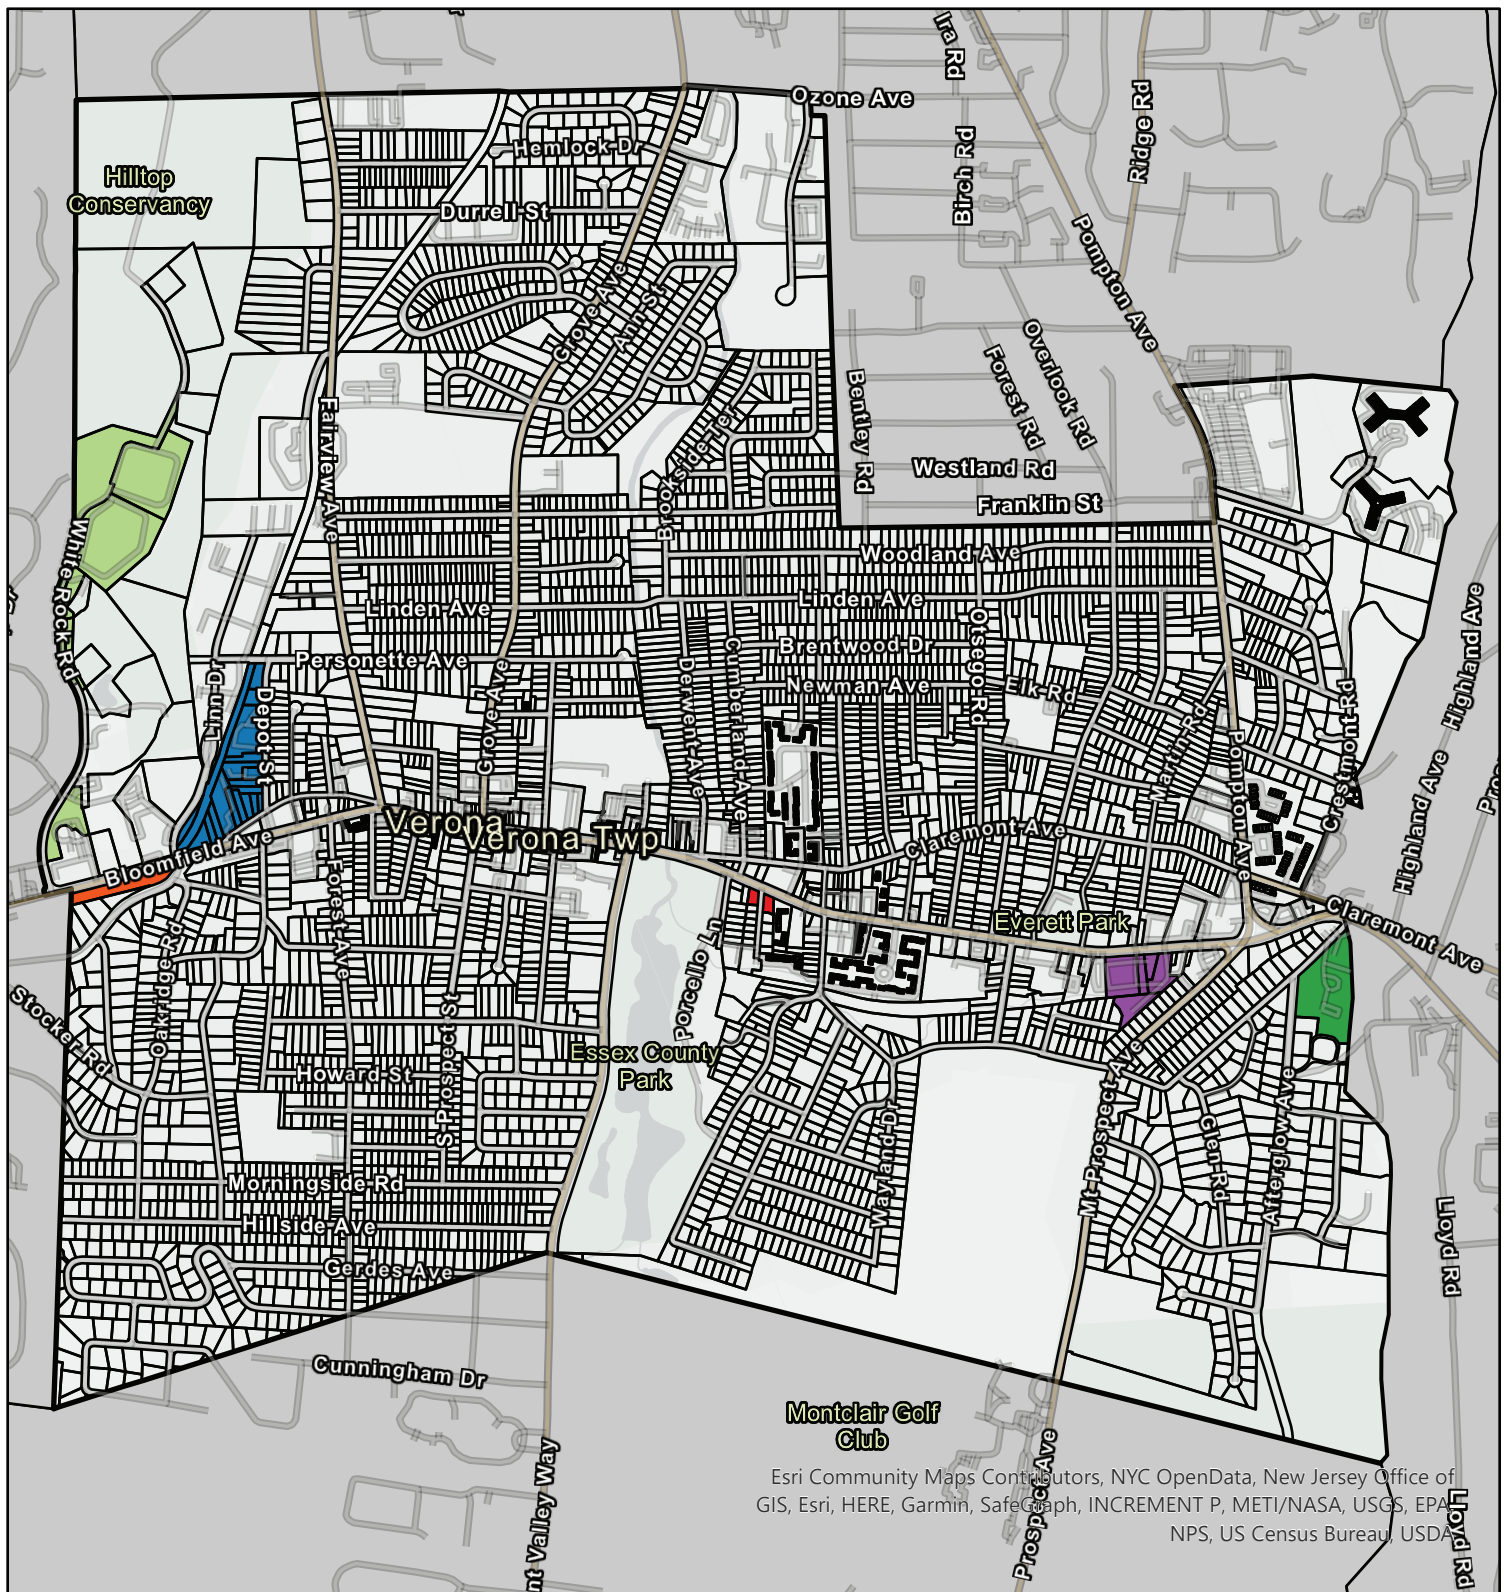 Ira Rd
Ozone Ave
Ridge Rd
Birch Rd
Hemlock Dr
Hilltop
Conservancy
Durrell St
Pompton Ave
Grove Ave
Ann St
Overlook Rd
Forest Rd
Bentley Rd
Fairview Ave
Brookside Ter
Westland Rd
Franklin St
White Rock Rd
Woodland Ave
Linden Ave
Linden Ave
Highland Ave
Otsego Rd
Brentwood Dr
Personette Ave
Cumberland Ave
Derwent Ave
Newman Ave
Elk Rd
Linn Dr
Depot St
Grove Ave
Martin Rd
Pompton Ave
Crestmont Rd
Highland Ave
Verona
Verona Twp
Claremont Ave
Bloomfield Ave
Forest Ave
Everett Park
Claremont Ave
Oakridge Rd
Porcello Ln
Stocker Rd
S Prospect St
Essex County
Park
Howard St
Mt Prospect Ave
Afterglow Ave
Glen Rd
Wayland Dr
Morningside Rd
Hillside Ave
Lloyd Rd
Gerdes Ave
Cunningham Dr
Montclair Golf
Club
nt Valley Way
Prospect Ave
Lloyd Rd
Esri Community Maps Contributors, NYC OpenData, New Jersey Office of
GIS, Esri, HERE, Garmin, SafeGraph, INCREMENT P, METI/NASA, USGS, EPA,
NPS, US Census Bureau, USDA